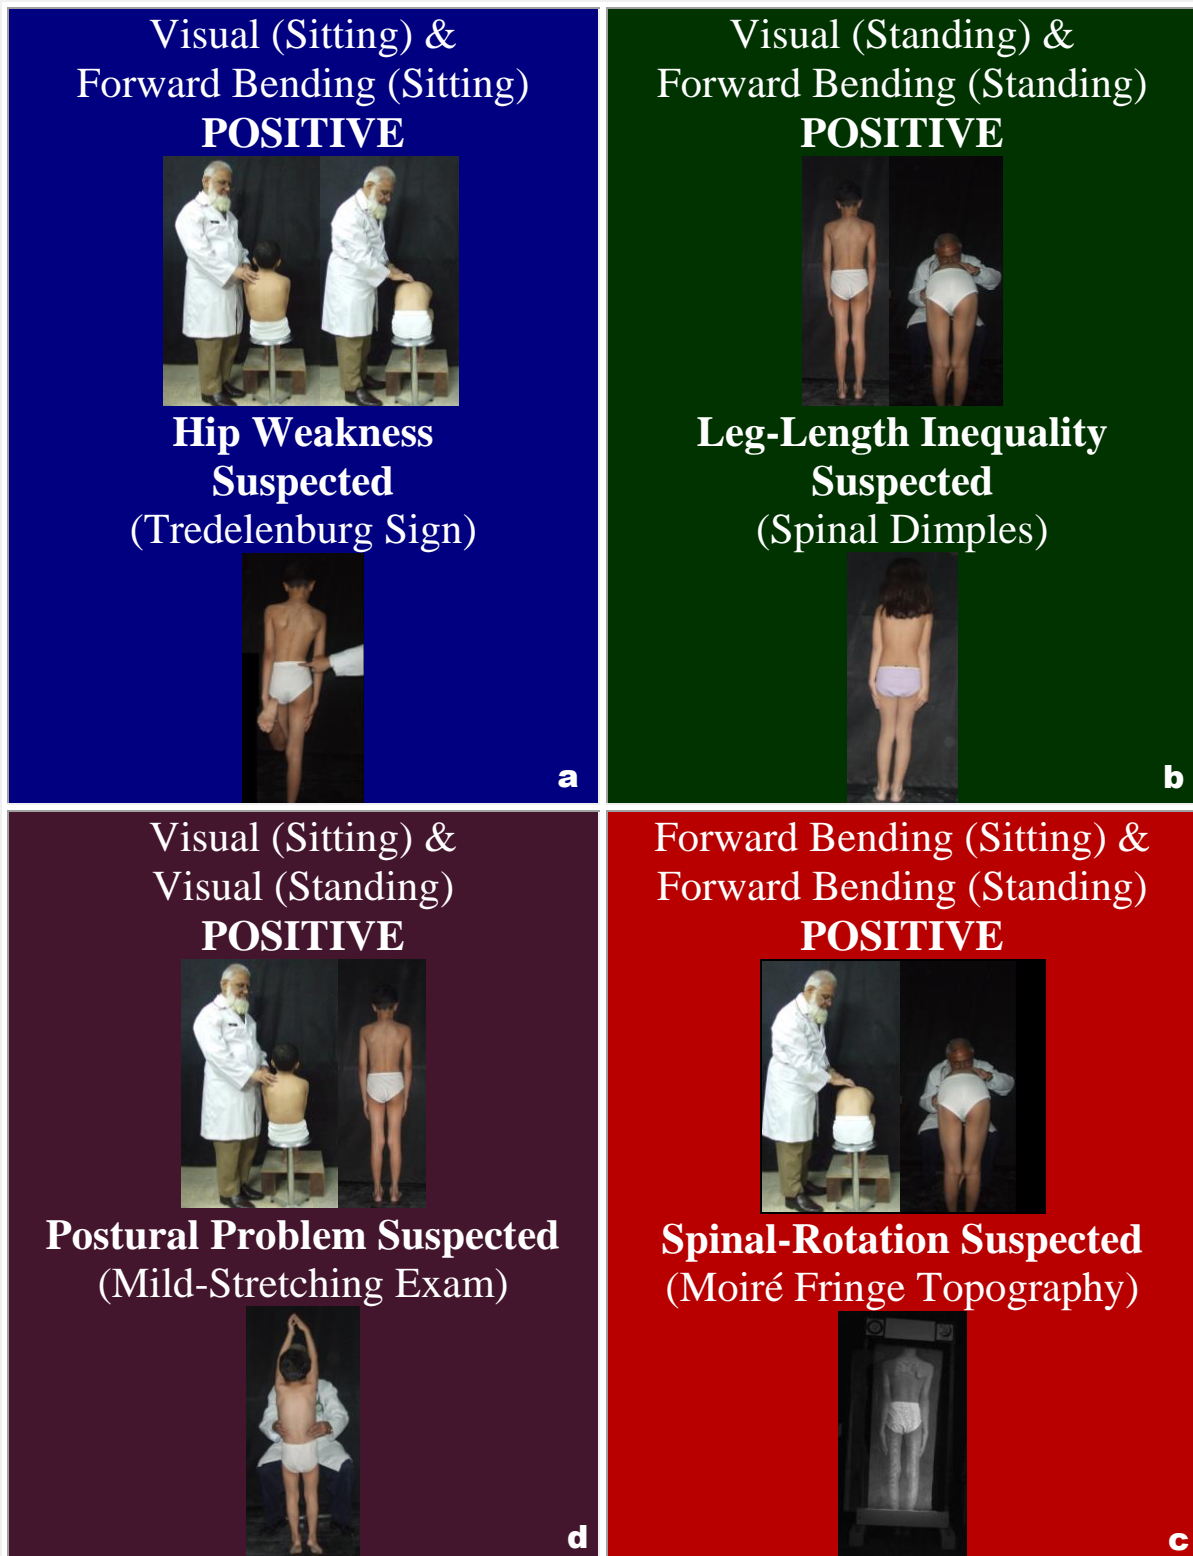 Visual (Sitting) &
Forward Bending (Sitting)
POSITIVE
Hip Weakness
Suspected
(Tredelenburg Sign)
a
Visual (Standing) &
Forward Bending (Standing)
POSITIVE
Leg-Length Inequality
Suspected
(Spinal Dimples)
b
Visual (Sitting) &
Visual (Standing)
POSITIVE
Postural Problem Suspected
(Mild-Stretching Exam)
d
Forward Bending (Sitting) &
Forward Bending (Standing)
POSITIVE
Spinal-Rotation Suspected
(Moiré Fringe Topography)
c